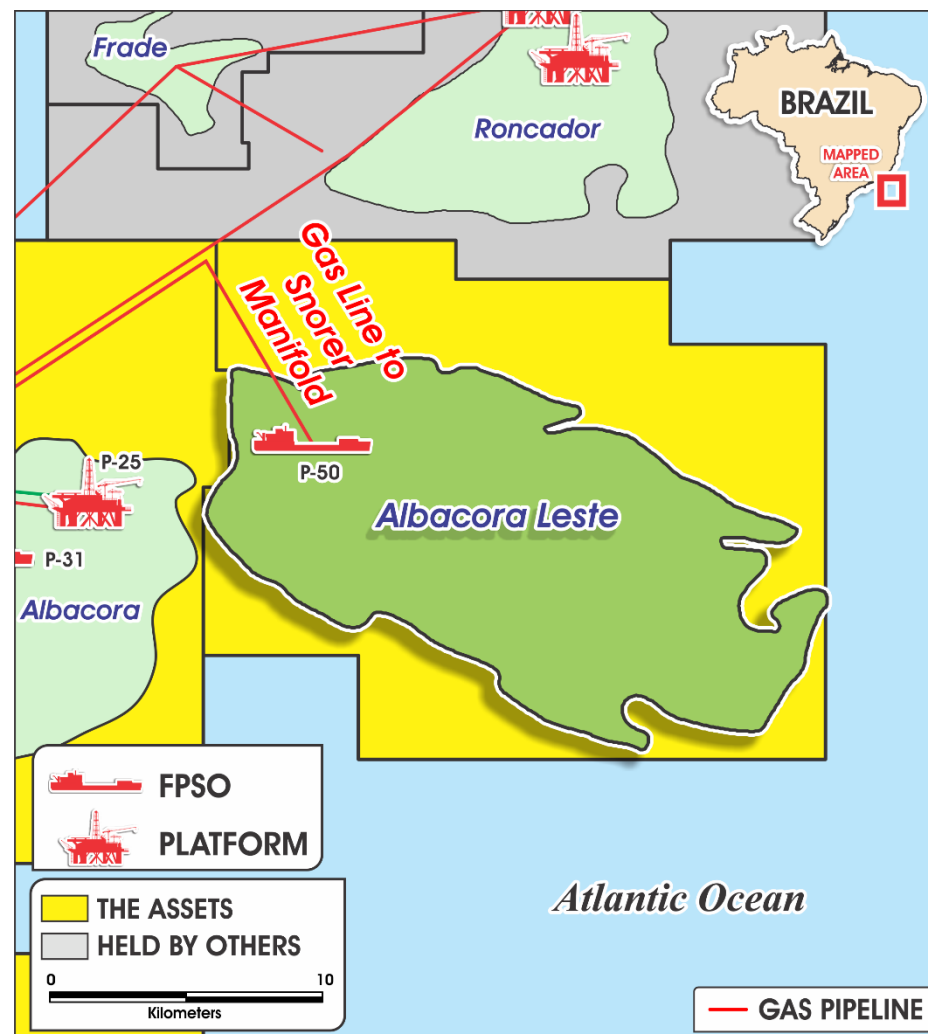 Frade
Roncador
BRAZIL
MAPPED
AREA
Gas Line to
Snorer
Manifold
P-50
Albacora Leste
P-25
P-31
Albacora
FPSO
PLATFORM
THE ASSETS
HELD BY OTHERS
0 10
Kilometers
Atlantic Ocean
GAS PIPELINE